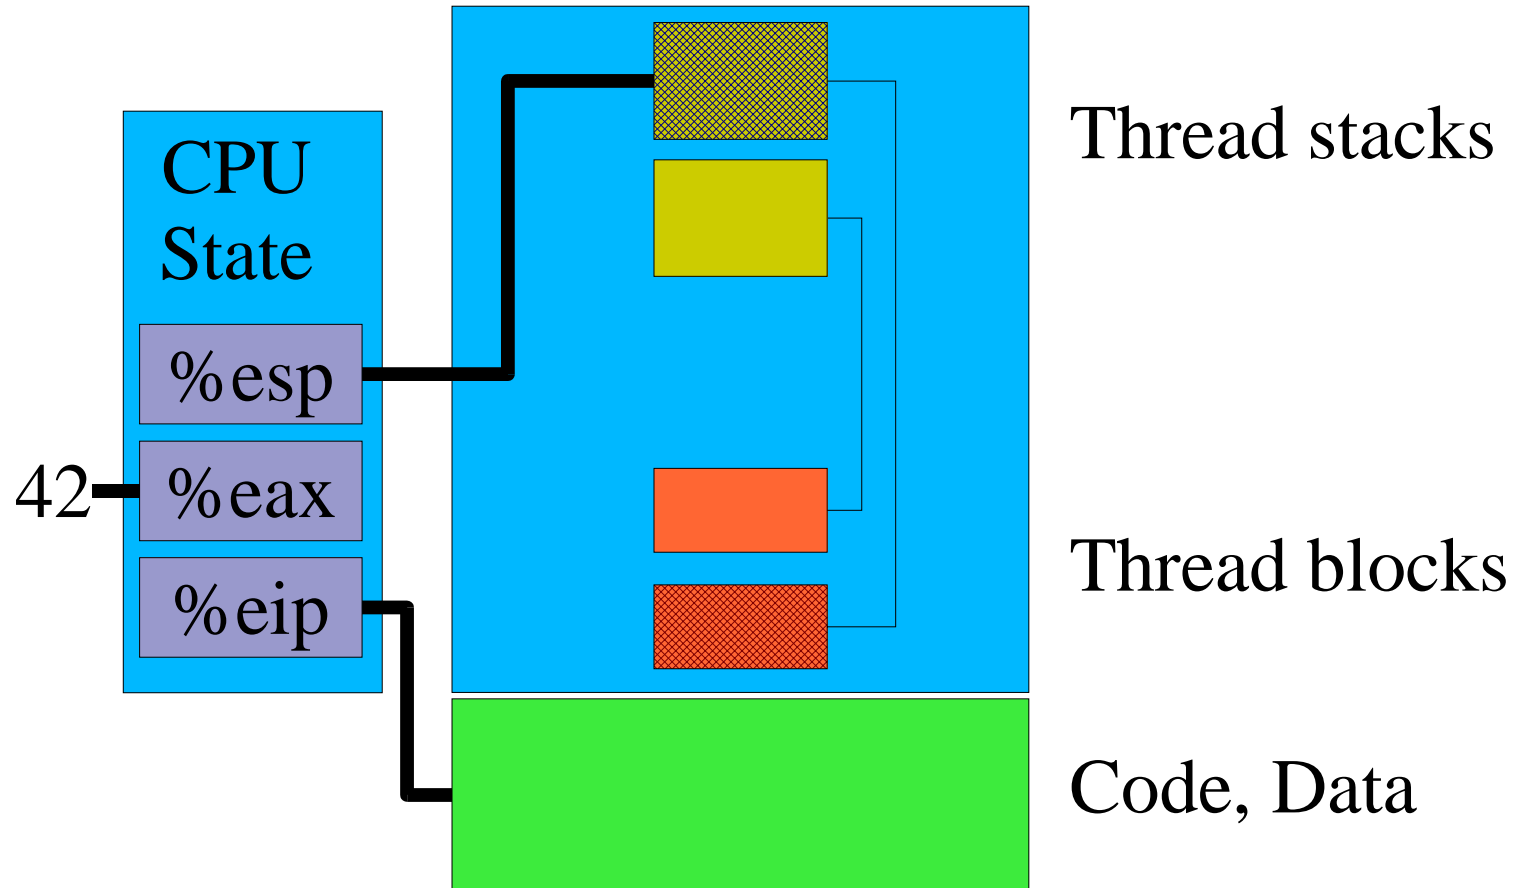 CPU
State
%esp
42
%eax
%eip
Thread stacks
Thread blocks
Code, Data